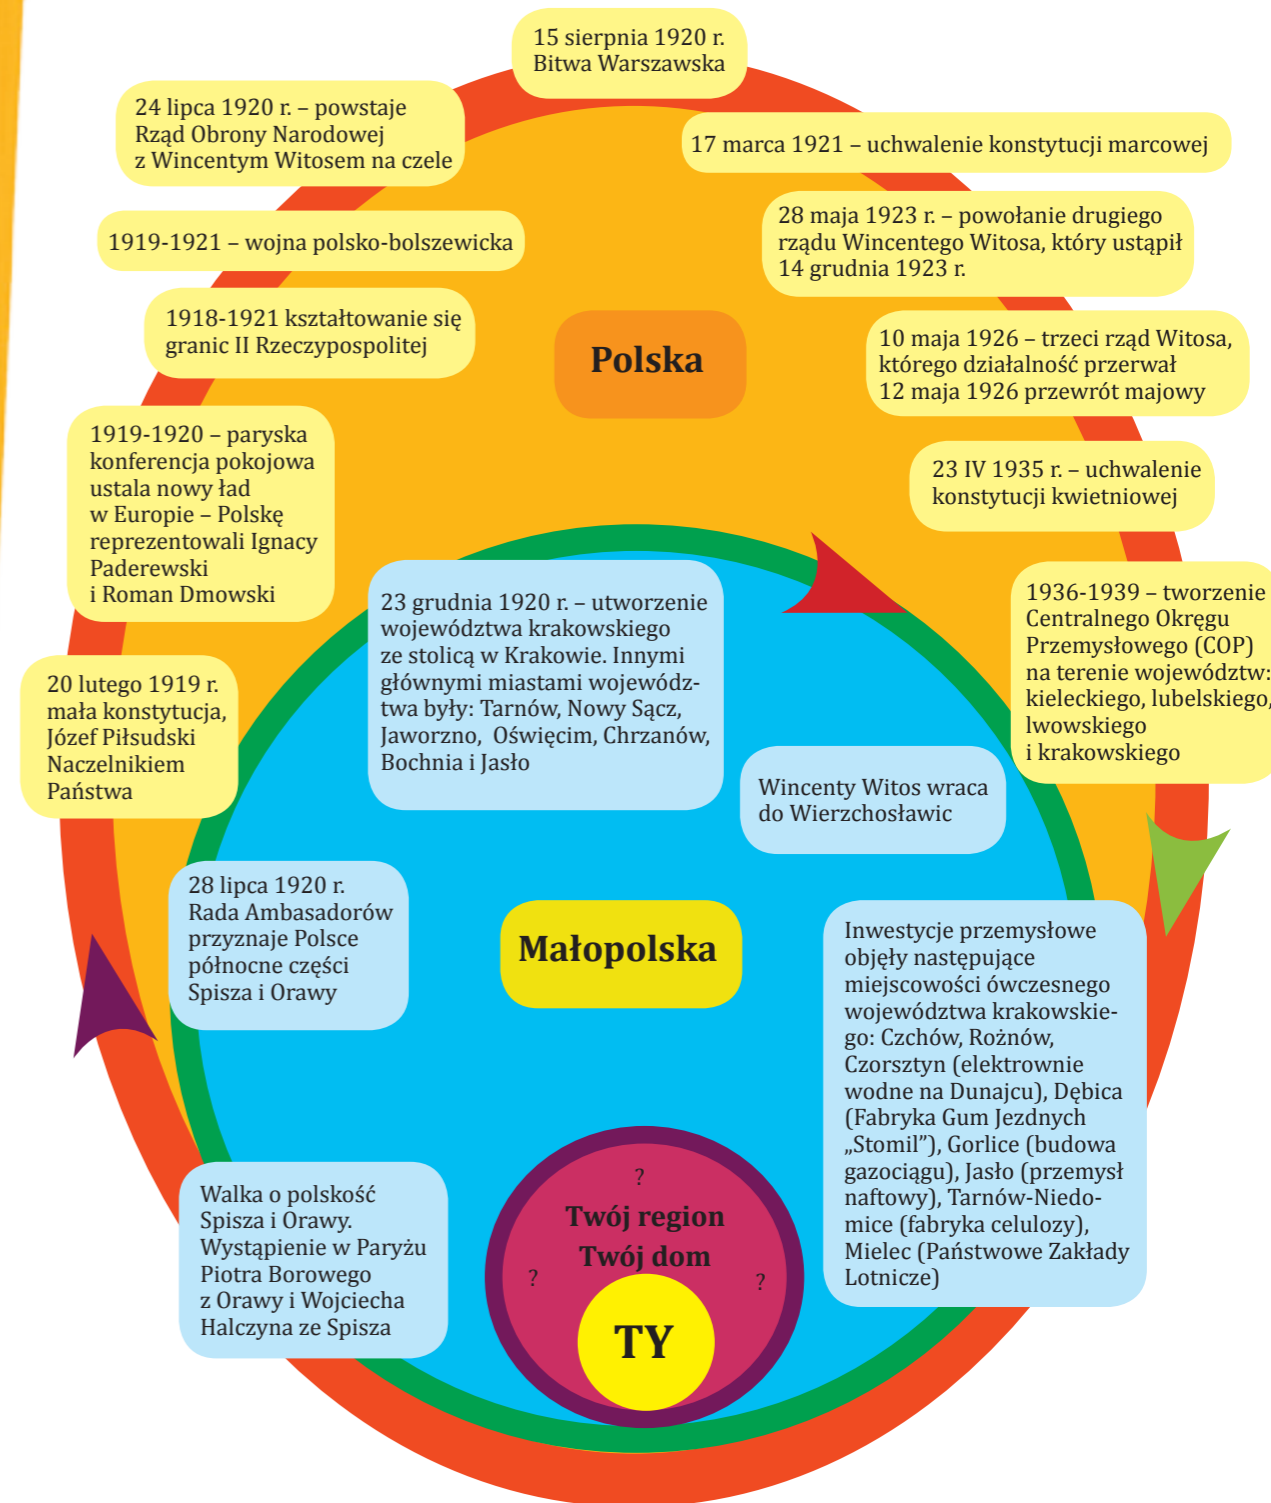 15 sierpnia 1920 r.
Bitwa Warszawska
24 lipca 1920 r. – powstaje
Rząd Obrony Narodowej
z Wincentym Witosem na czele
17 marca 1921 – uchwalenie konstytucji marcowej
1919-1921 – wojna polsko-bolszewicka
28 maja 1923 r. – powołanie drugiego
rządu Wincentego Witosa, który ustąpił
14 grudnia 1923 r.
1918-1921 kształtowanie się
granic II Rzeczypospolitej
Polska
10 maja 1926 – trzeci rząd Witosa,
którego działalność przerwał
12 maja 1926 przewrót majowy
1919-1920 – paryska
konferencja pokojowa
ustala nowy ład
w Europie – Polskę
reprezentowali Ignacy
Paderewski
i Roman Dmowski
23 IV 1935 r. – uchwalenie
konstytucji kwietniowej
23 grudnia 1920 r. – utworzenie
województwa krakowskiego
ze stolicą w Krakowie. Innymi
głównymi miastami wojewódz-
twa były: Tarnów, Nowy Sącz,
Jaworzno, Oświęcim, Chrzanów,
Bochnia i Jasło
1936-1939 – tworzenie
Centralnego Okręgu
Przemysłowego (COP)
na terenie województw:
kieleckiego, lubelskiego,
lwowskiego
i krakowskiego
20 lutego 1919 r.
mała konstytucja,
Józef Piłsudski
Naczelnikiem
Państwa
Wincenty Witos wraca
do Wierzchosławic
28 lipca 1920 r.
Rada Ambasadorów
przyznaje Polsce
północne części
Spisza i Orawy
Małopolska
Inwestycje przemysłowe
objęły następujące
miejscowości ówczesnego
województwa krakowskie-
go: Czchów, Rożnów,
Czorsztyn (elektrownie
wodne na Dunajcu), Dębica
(Fabryka Gum Jezdnych
„Stomil”), Gorlice (budowa
gazociągu), Jasło (przemysł
naftowy), Tarnów-Niedo-
mice (fabryka celulozy),
Mielec (Państwowe Zakłady
Lotnicze)
Walka o polskość
Spisza i Orawy.
Wystąpienie w Paryżu
Piotra Borowego
z Orawy i Wojciecha
Halczyna ze Spisza
?
Twój region
Twój dom
? ?
TY